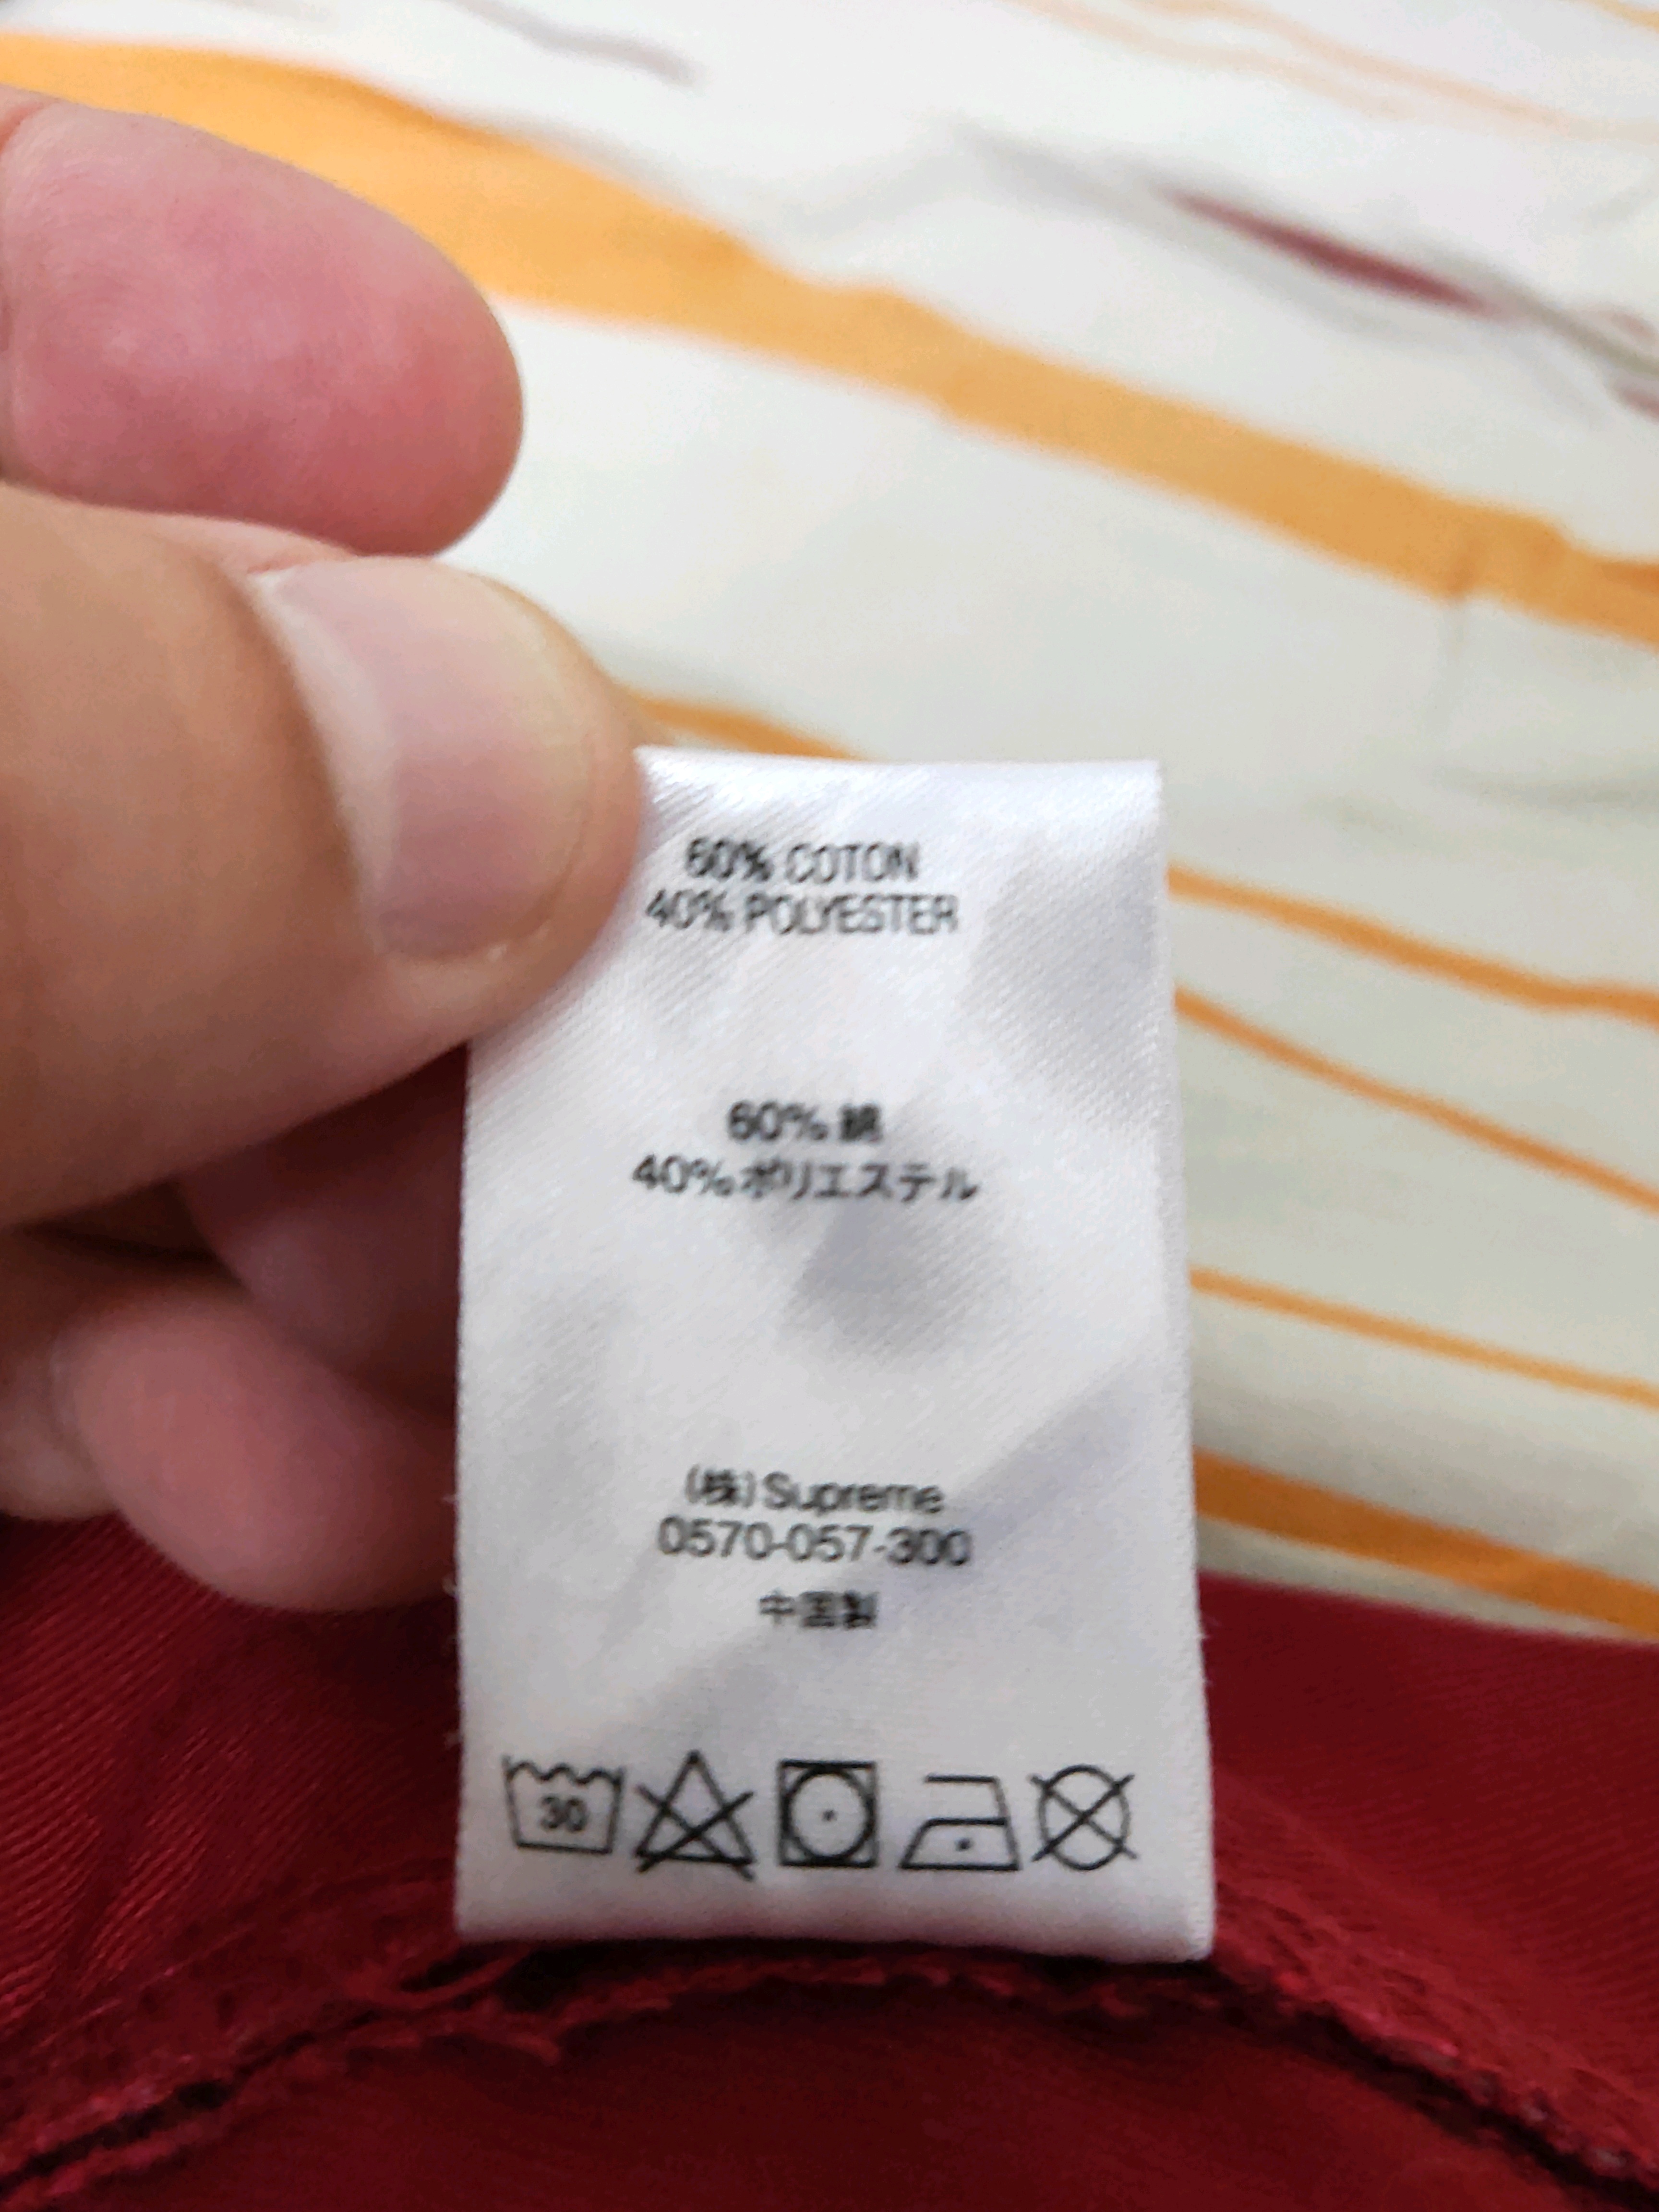 60% COTON
40% POLYESTER
60% 綿
40% ポリエステル
(株) Supreme
0570-057-300
中国製
30